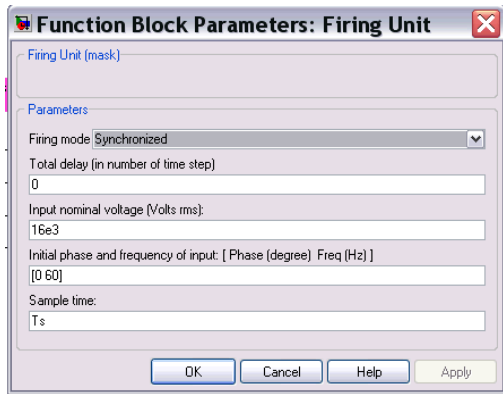 Function Block Parameters: Firing Unit
Firing Unit (mask)
Parameters
Firing mode Synchronized
Total delay (in number of time step)
0
Input nominal voltage (Volts rms):
16e3
Initial phase and frequency of input: [ Phase (degree) Freq (Hz) ]
[0 60]
Sample time:
Ts
OK Cancel Help Apply